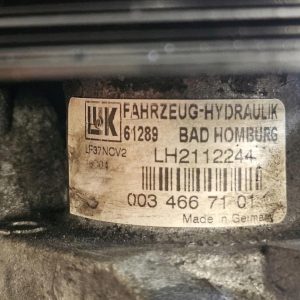 LuK FAHRZEUG-HYDRAULIK
61289 BAD HOMBURG
LF37NCV2 LH2112244
003 466 71 01
Made in Germany